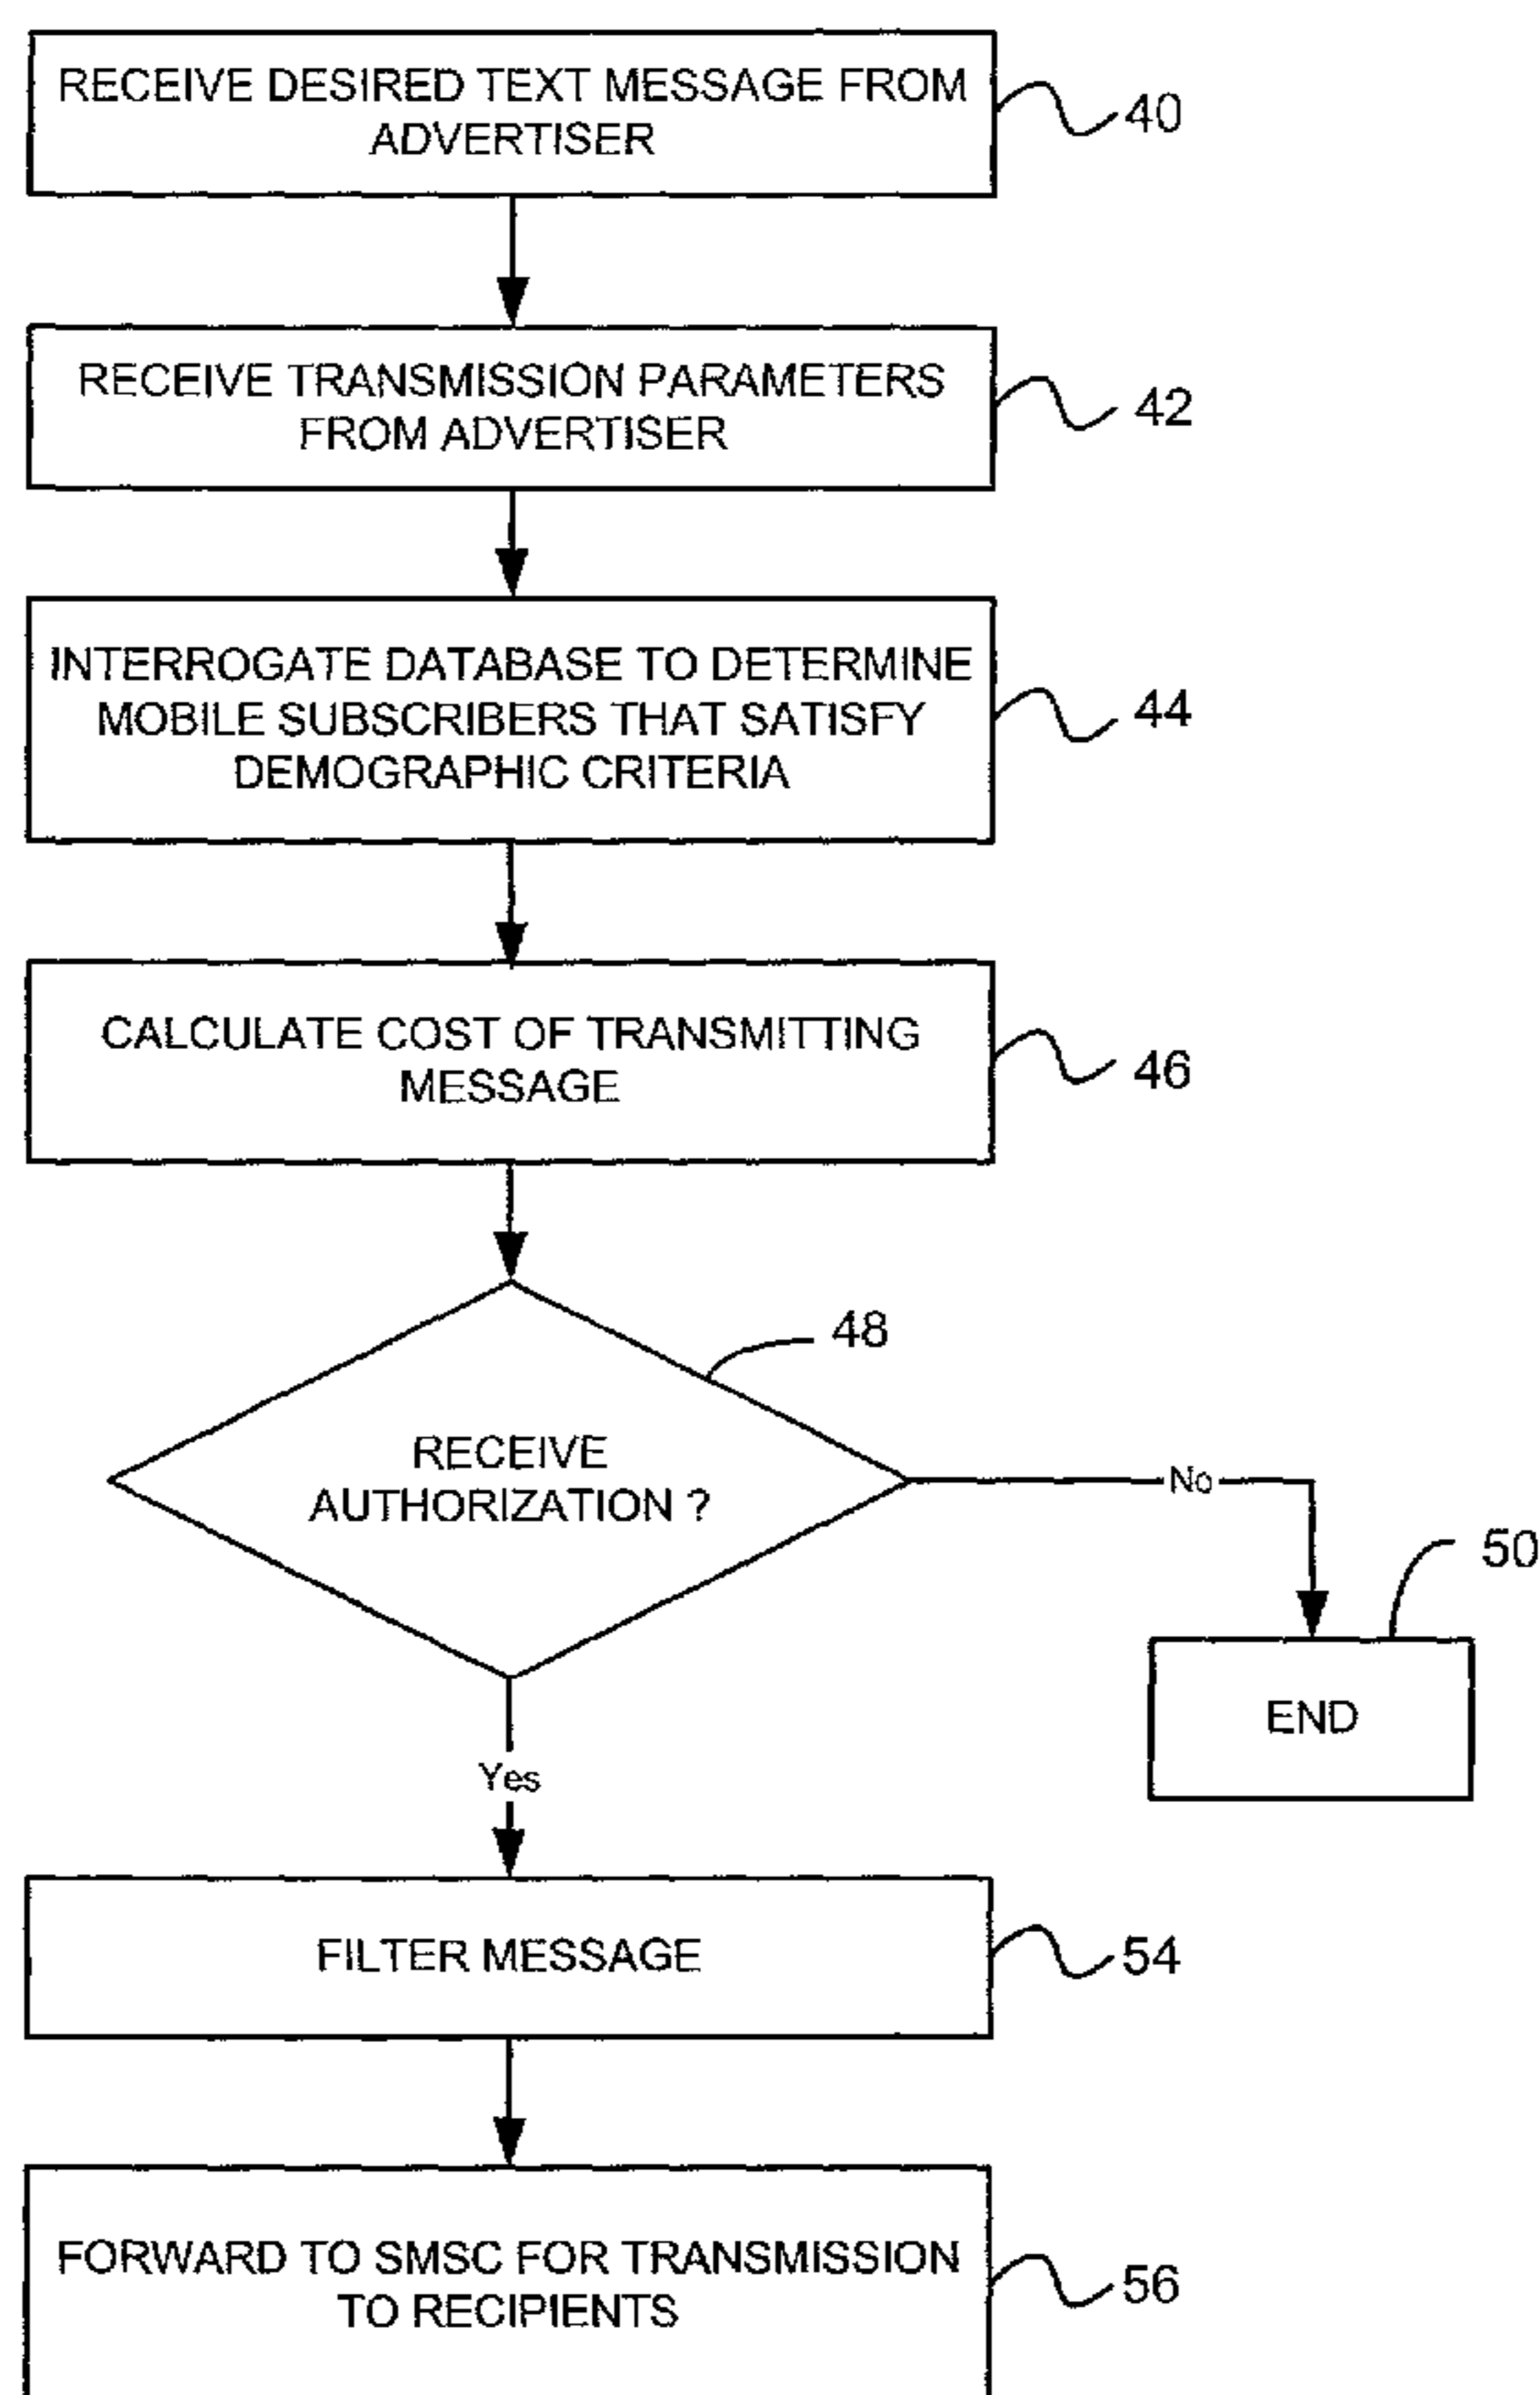 RECEIVE DESIRED TEXT MESSAGE FROM
ADVERTISER
40
RECEIVE TRANSMISSION PARAMETERS
FROM ADVERTISER
42
INTERROGATE DATABASE TO DETERMINE
MOBILE SUBSCRIBERS THAT SATISFY
DEMOGRAPHIC CRITERIA
44
CALCULATE COST OF TRANSMITTING
MESSAGE
46
48
RECEIVE
AUTHORIZATION ?
No
50
END
Yes
FILTER MESSAGE
54
FORWARD TO SMSC FOR TRANSMISSION
TO RECIPIENTS
56